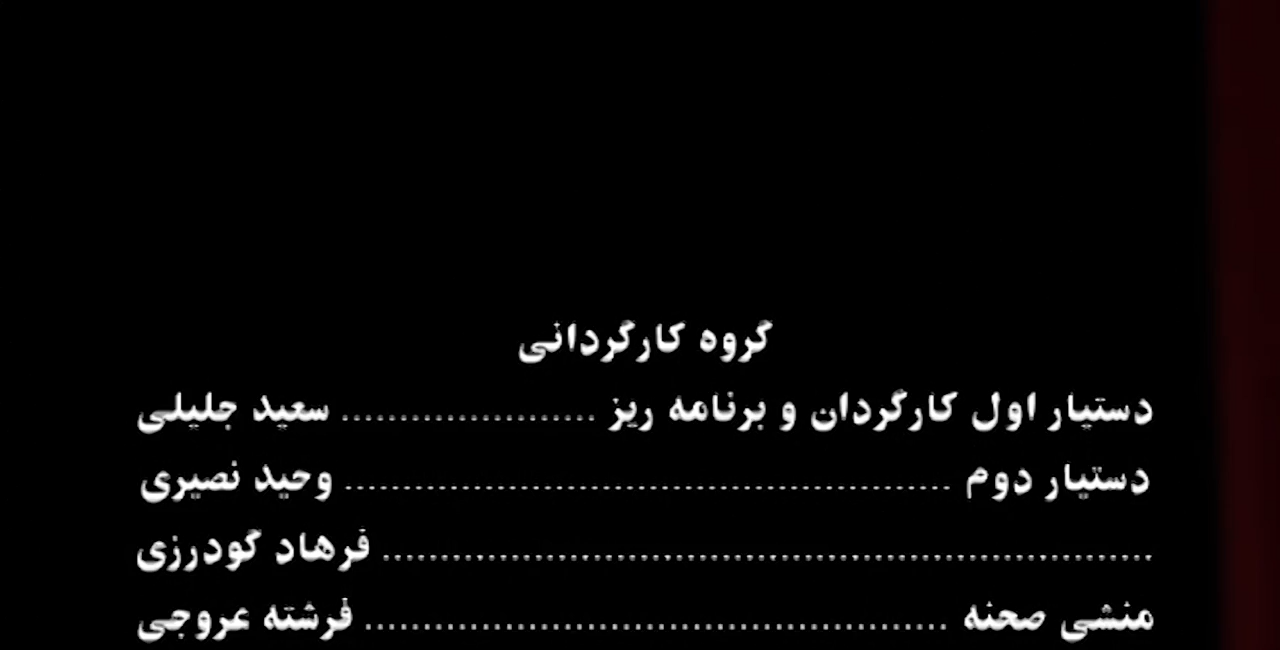 گروه کارگردانی
دستیار اول کارگردان و برنامه ریز ..................... سعید جلیلی
دستیار دوم .................................................. وحید نصیری
................................................................ فرهاد گودرزی
منشی صحنه ................................................ فرشته عروجی